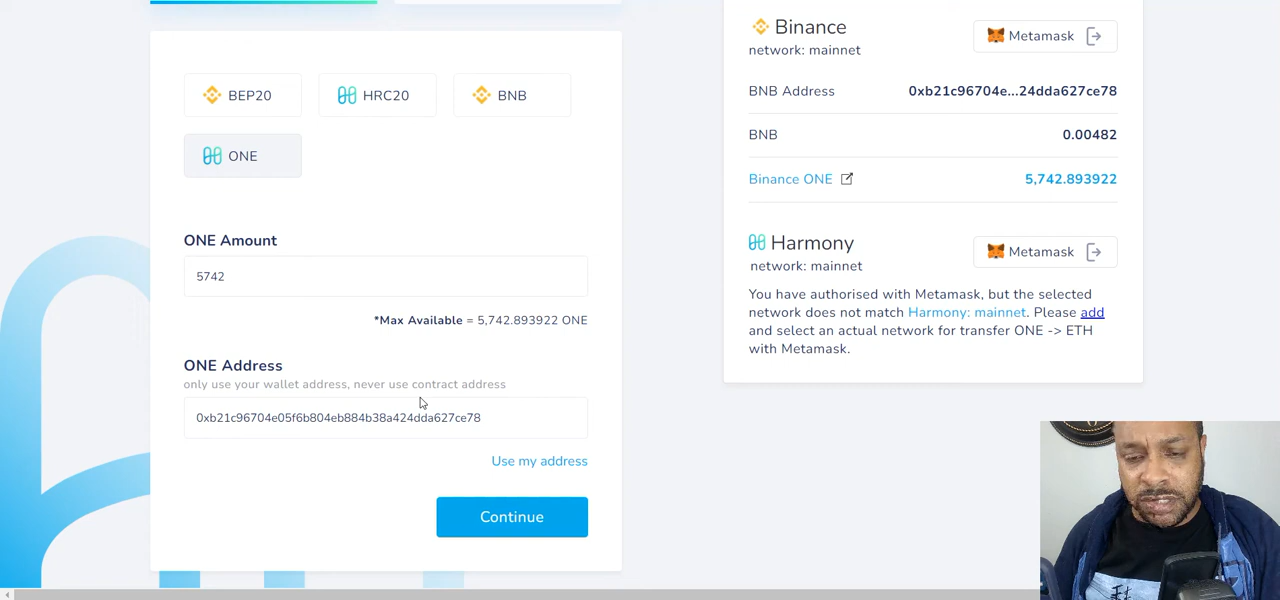 BEP20
HRC20
BNB
ONE
ONE Amount
5742
*Max Available = 5,742.893922 ONE
ONE Address
only use your wallet address, never use contract address
0xb21c96704e05f6b804eb884b38a424dda627ce78
Use my address
Continue
Binance
network: mainnet
Metamask
BNB Address 0xb21c96704e...24dda627ce78
BNB 0.00482
Binance ONE 5,742.893922
Harmony
network: mainnet
Metamask
You have authorised with Metamask, but the selected
network does not match Harmony: mainnet. Please add
and select an actual network for transfer ONE -> ETH
with Metamask.